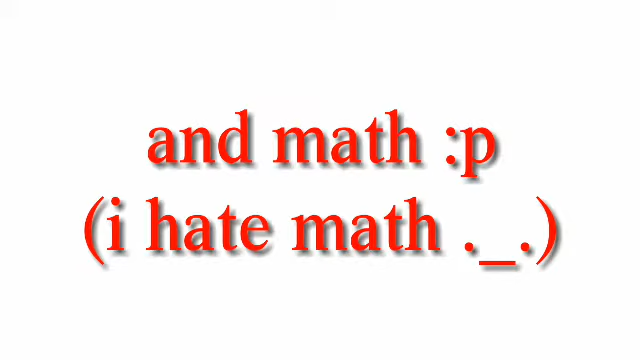 and math :p
(i hate math ._.)